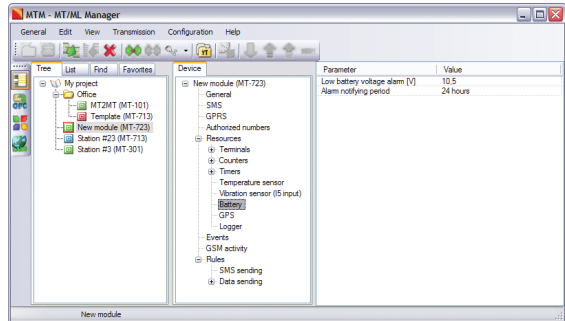 MTM - MT/ML Manager
General Edit View Transmission Configuration Help
Tree List Find Favorites
My project
Office
MT2MT (MT-101)
Template (MT-713)
New module (MT-723)
Station #23 (MT-713)
Station #3 (MT-301)
Device
New module (MT-723)
General
SMS
GPRS
Authorized numbers
Resources
Terminals
Counters
Timers
Temperature sensor
Vibration sensor (I5 input)
Battery
GPS
Logger
Events
GSM activity
Rules
SMS sending
Data sending
Parameter Value
Low battery voltage alarm [V] 10,5
Alarm notifying period 24 hours
New module